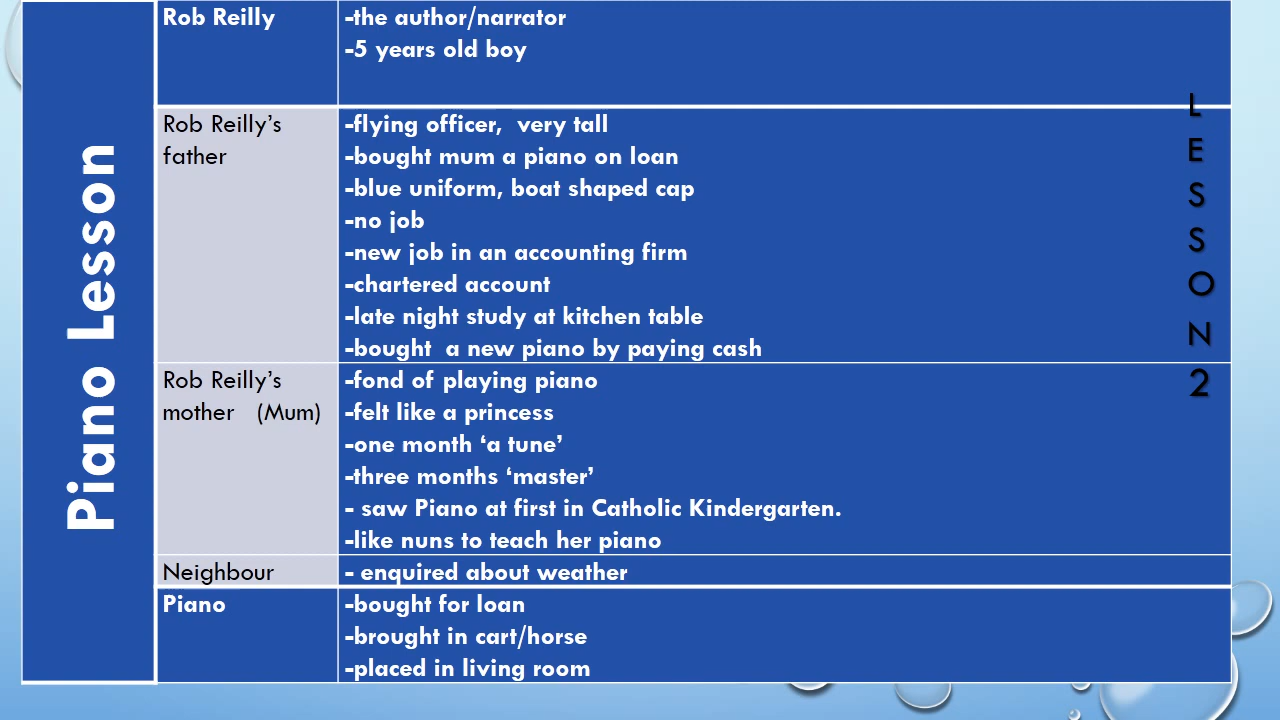 Piano Lesson
Rob Reilly
-the author/narrator
-5 years old boy
Rob Reilly’s
father
-flying officer,  very tall
-bought mum a piano on loan
-blue uniform, boat shaped cap
-no job
-new job in an accounting firm
-chartered account
-late night study at kitchen table
-bought  a new piano by paying cash
Rob Reilly’s
mother   (Mum)
-fond of playing piano
-felt like a princess
-one month ‘a tune’
-three months ‘master’
- saw Piano at first in Catholic Kindergarten.
-like nuns to teach her piano
Neighbour
- enquired about weather
Piano
-bought for loan
-brought in cart/horse
-placed in living room
L
E
S
S
O
N
2